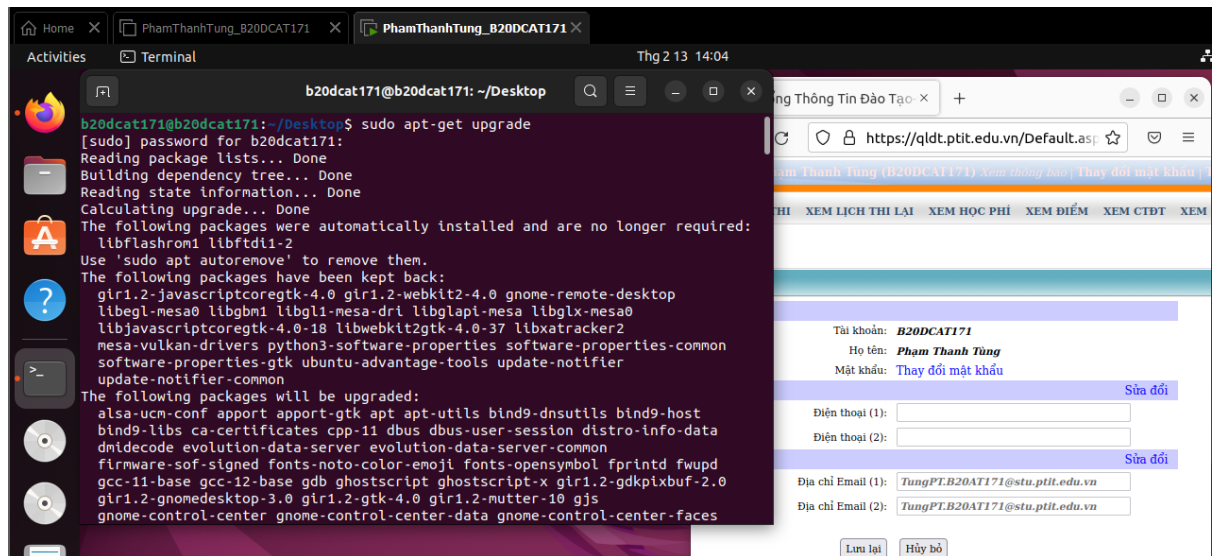 Home
PhamThanhTung_B20DCAT171
PhamThanhTung_B20DCAT171
Activities
Terminal
Thg 2 13 14:04
b20dcat171@b20dcat171: ~/Desktop
b20dcat171@b20dcat171:~/Desktop$ sudo apt-get upgrade
[sudo] password for b20dcat171:
Reading package lists... Done
Building dependency tree... Done
Reading state information... Done
Calculating upgrade... Done
The following packages were automatically installed and are no longer required:
libflashrom1 libftdi1-2
Use 'sudo apt autoremove' to remove them.
The following packages have been kept back:
gir1.2-javascriptcoregtk-4.0 gir1.2-webkit2-4.0 gnome-remote-desktop
libegl-mesa0 libgbm1 libgl1-mesa-dri libglapi-mesa libglx-mesa0
libjavascriptcoregtk-4.0-18 libwebkit2gtk-4.0-37 libxatracker2
mesa-vulkan-drivers python3-software-properties software-properties-common
software-properties-gtk ubuntu-advantage-tools update-notifier
update-notifier-common
The following packages will be upgraded:
alsa-ucm-conf apport apport-gtk apt apt-utils bind9-dnsutils bind9-host
bind9-libs ca-certificates cpp-11 dbus dbus-user-session distro-info-data
dmidecode evolution-data-server evolution-data-server-common
firmware-sof-signed fonts-noto-color-emoji fonts-opensymbol fprintd fwupd
gcc-11-base gcc-12-base gdb ghostscript ghostscript-x gir1.2-gdkpixbuf-2.0
gir1.2-gnomedesktop-3.0 gir1.2-gtk-4.0 gir1.2-mutter-10 gjs
gnome-control-center gnome-control-center-data gnome-control-center-faces
ng Thông Tin Đào Tạo
https://qldt.ptit.edu.vn/Default.asp
am Thanh Tung (B20DCAT171) Xem thông báo | Thay đổi mật khẩu |
THI XEM LỊCH THI LẠI XEM HỌC PHÍ XEM ĐIỂM XEM CTĐT XEM
Tài khoản: B20DCAT171
Họ tên: Phạm Thanh Tùng
Mật khẩu: Thay đổi mật khẩu
Sửa đổi
Điện thoại (1):
Điện thoại (2):
Sửa đổi
Địa chỉ Email (1): TungPT.B20AT171@stu.ptit.edu.vn
Địa chỉ Email (2): TungPT.B20AT171@stu.ptit.edu.vn
Lưu lại Hủy bỏ